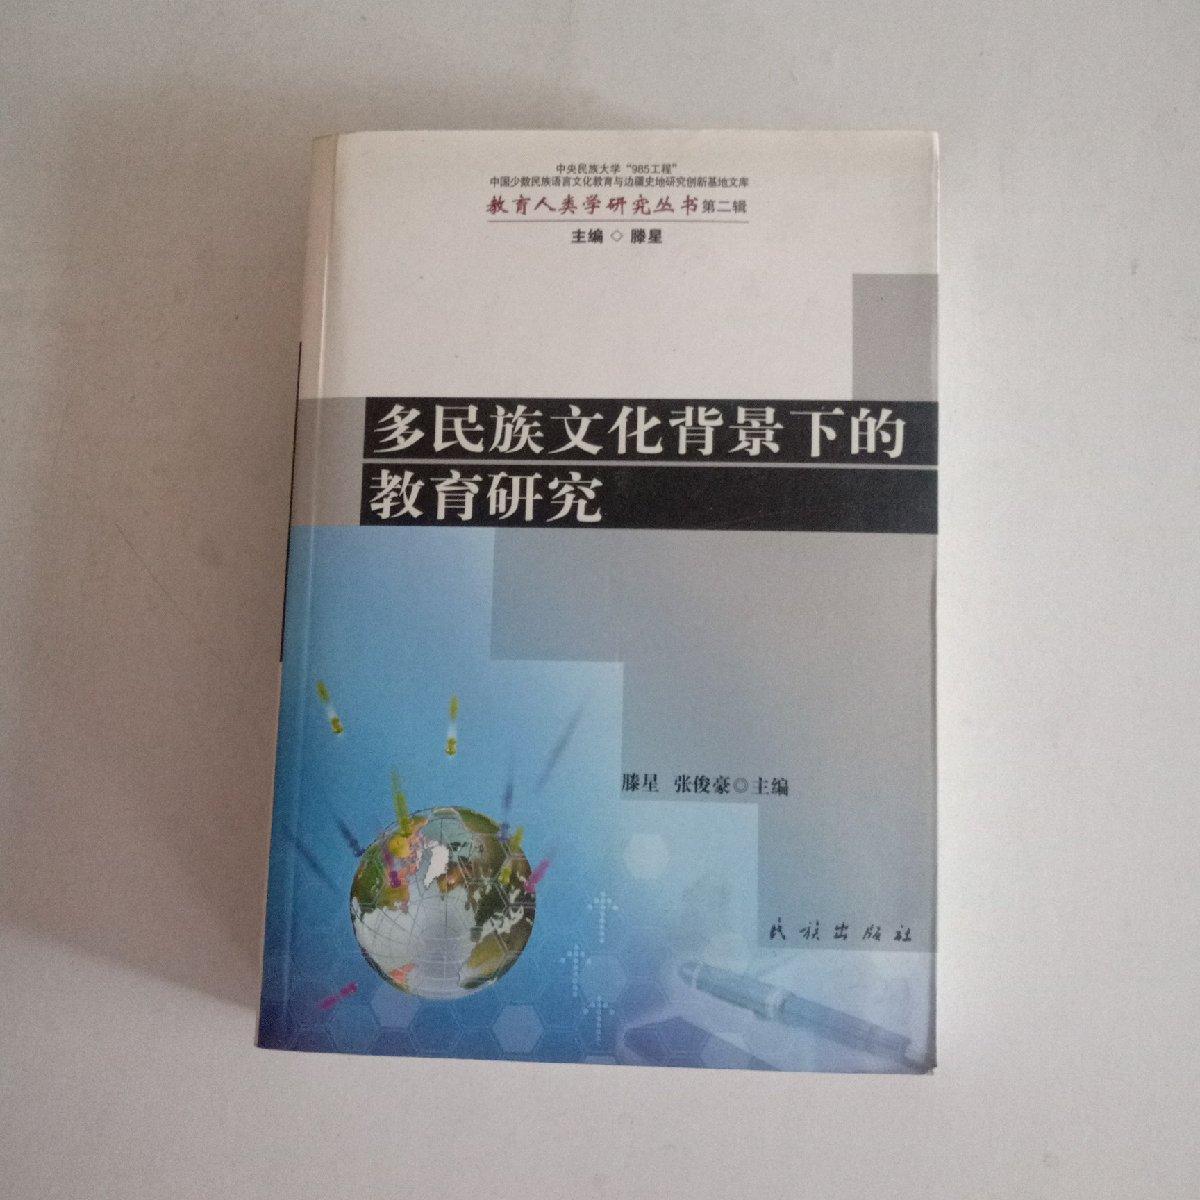 中央民族大学“985工程”
中国少数民族语言文化教育与边疆史地研究创新基地文库
教育人类学研究丛书第二辑
主编◇滕星
多民族文化背景下的
教育研究
滕星 张俊豪◎主编
民族出版社